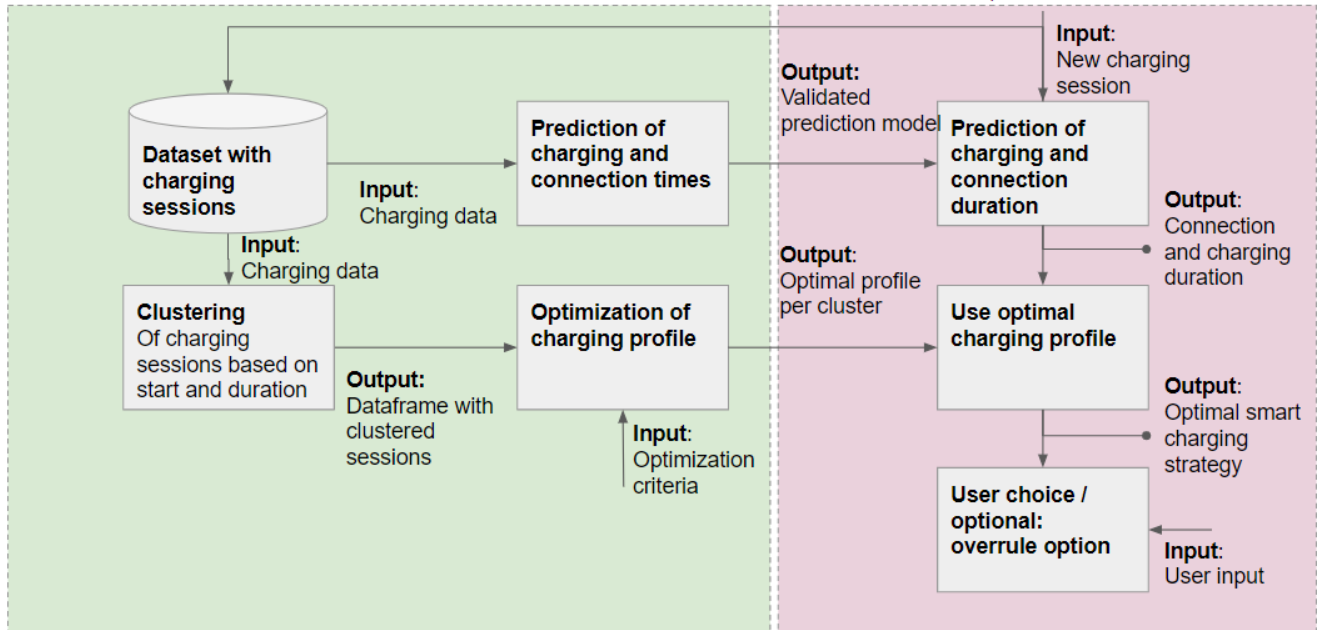 Input:
New charging
session
Output:
Validated
prediction model
Dataset with
charging
sessions
Prediction of
charging and
connection times
Prediction of
charging and
connection
duration
Input:
Charging data
Output:
Connection
and charging
duration
Input:
Charging data
Output:
Optimal profile
per cluster
Clustering
Of charging
sessions based on
start and duration
Optimization of
charging profile
Use optimal
charging profile
Output:
Dataframe with
clustered
sessions
Input:
Optimization
criteria
Output:
Optimal smart
charging
strategy
User choice /
optional:
overrule option
Input:
User input